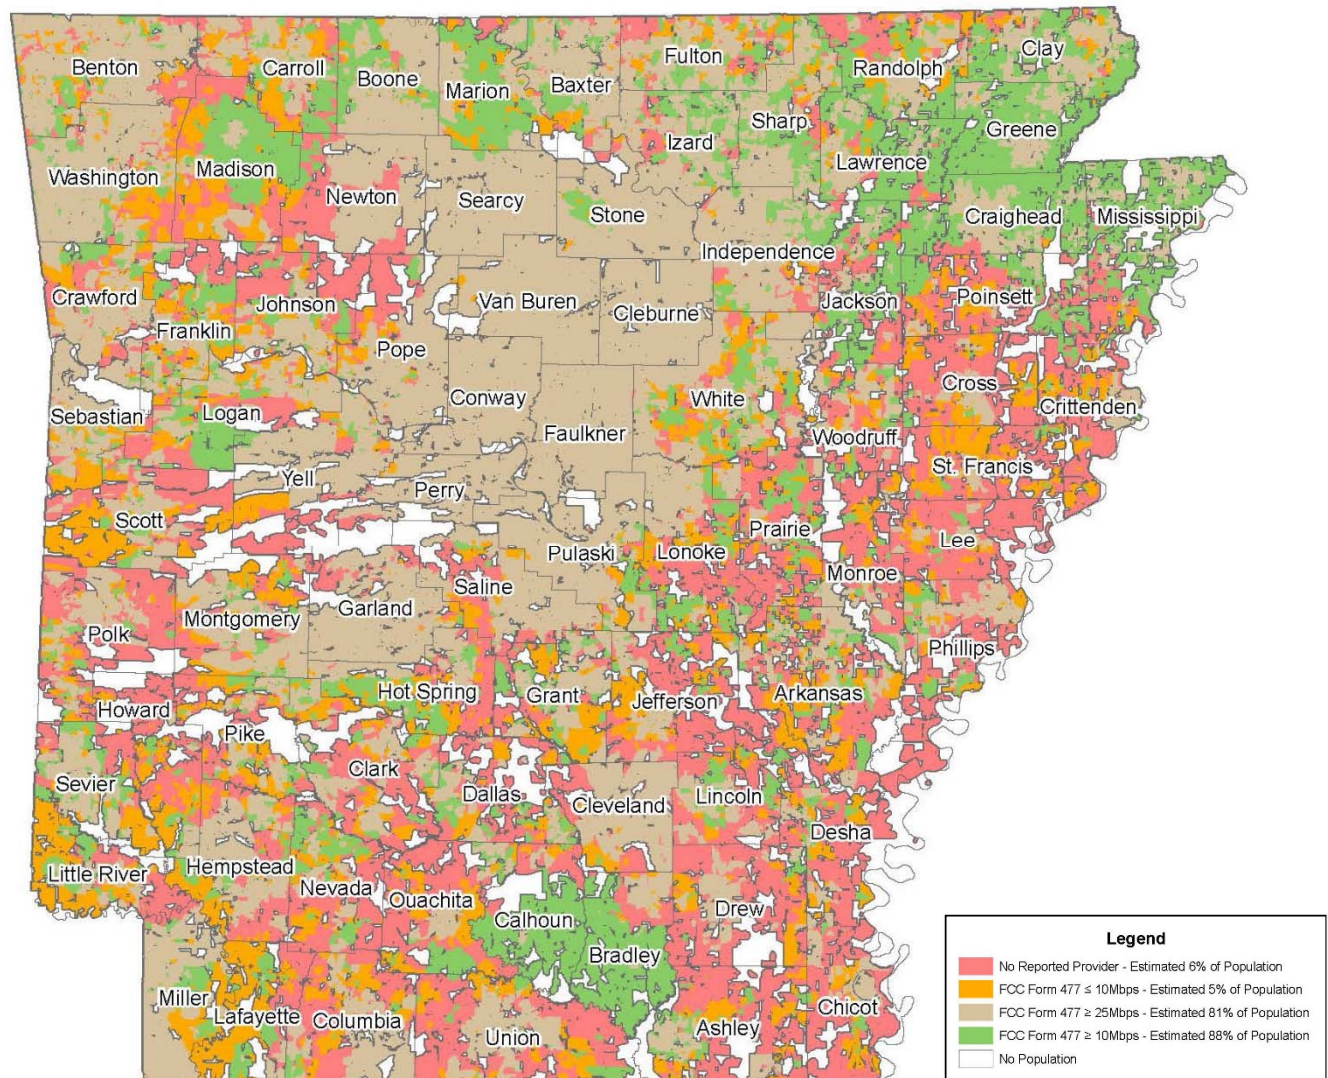 Benton
Carroll
Boone
Marion
Baxter
Fulton
Randolph
Clay
Washington
Madison
Newton
Searcy
Stone
Izard
Sharp
Lawrence
Greene
Craighead
Mississippi
Independence
Crawford
Franklin
Johnson
Pope
Van Buren
Cleburne
Jackson
Poinsett
Sebastian
Logan
Conway
Faulkner
White
Woodruff
Cross
Crittenden
St. Francis
Scott
Yell
Perry
Pulaski
Lonoke
Prairie
Monroe
Lee
Polk
Montgomery
Garland
Saline
Phillips
Howard
Pike
Hot Spring
Grant
Jefferson
Arkansas
Sevier
Clark
Dallas
Cleveland
Lincoln
Desha
Little River
Hempstead
Nevada
Ouachita
Calhoun
Bradley
Drew
Miller
Lafayette
Columbia
Union
Ashley
Chicot
Legend
No Reported Provider - Estimated 6% of Population
FCC Form 477 ≤ 10Mbps - Estimated 5% of Population
FCC Form 477 ≥ 25Mbps - Estimated 81% of Population
FCC Form 477 ≥ 10Mbps - Estimated 88% of Population
No Population